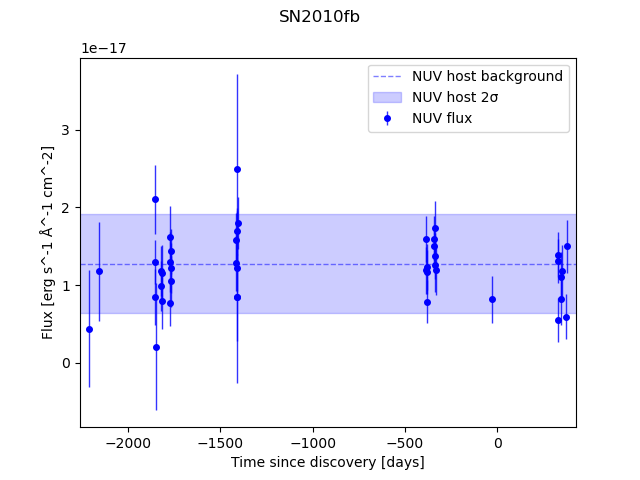 SN2010fb
1e−17
NUV host background
NUV host 2σ
NUV flux
3
2
1
0
Flux [erg s^-1 Å^-1 cm^-2]
−2000
−1500
−1000
−500
0
Time since discovery [days]